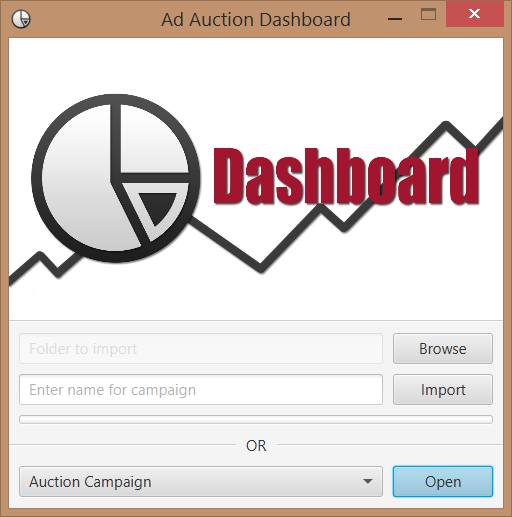 Ad Auction Dashboard
Dashboard
Folder to import
Browse
Enter name for campaign
Import
OR
Auction Campaign
Open